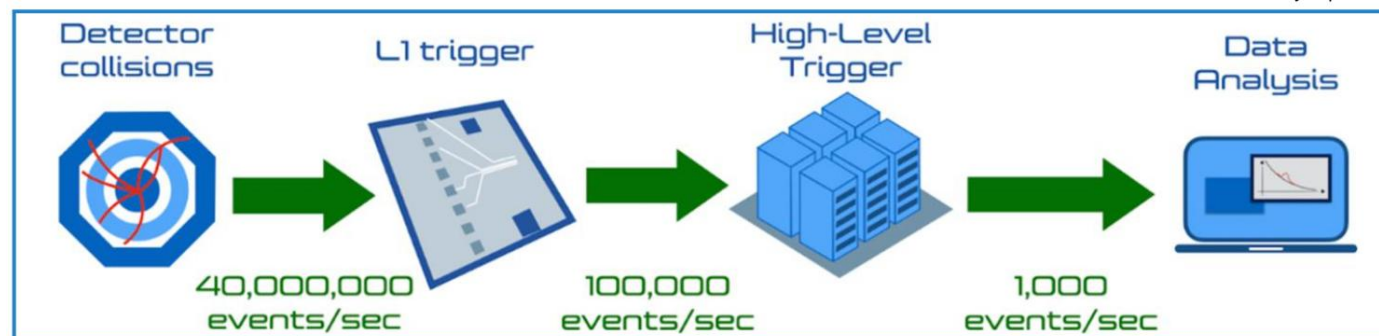 Detector
collisions
L1 trigger
High-Level
Trigger
Data
Analysis
40,000,000
events/sec
100,000
events/sec
1,000
events/sec